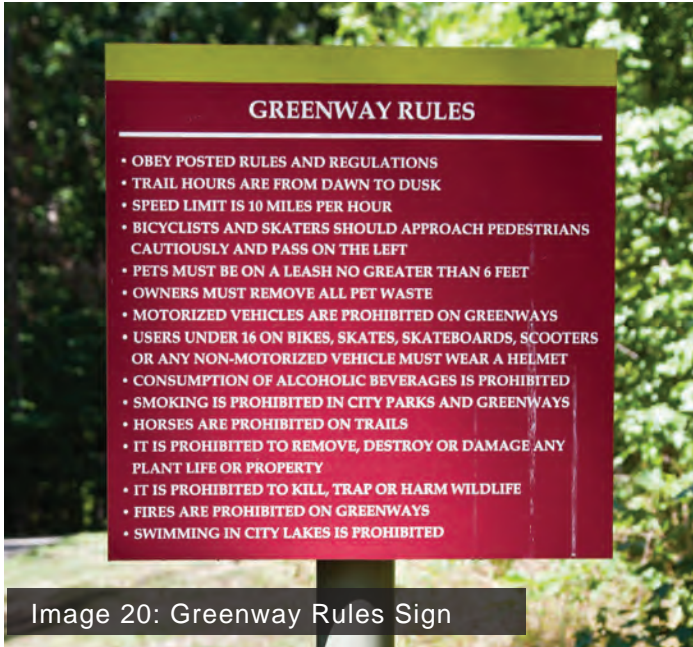 GREENWAY RULES
• OBEY POSTED RULES AND REGULATIONS
• TRAIL HOURS ARE FROM DAWN TO DUSK
• SPEED LIMIT IS 10 MILES PER HOUR
• BICYCLISTS AND SKATERS SHOULD APPROACH PEDESTRIANS
CAUTIOUSLY AND PASS ON THE LEFT
• PETS MUST BE ON A LEASH NO GREATER THAN 6 FEET
• OWNERS MUST REMOVE ALL PET WASTE
• MOTORIZED VEHICLES ARE PROHIBITED ON GREENWAYS
• USERS UNDER 16 ON BIKES, SKATES, SKATEBOARDS, SCOOTERS
OR ANY NON-MOTORIZED VEHICLE MUST WEAR A HELMET
• CONSUMPTION OF ALCOHOLIC BEVERAGES IS PROHIBITED
• SMOKING IS PROHIBITED IN CITY PARKS AND GREENWAYS
• HORSES ARE PROHIBITED ON TRAILS
• IT IS PROHIBITED TO REMOVE, DESTROY OR DAMAGE ANY
PLANT LIFE OR PROPERTY
• IT IS PROHIBITED TO KILL, TRAP OR HARM WILDLIFE
• FIRES ARE PROHIBITED ON GREENWAYS
• SWIMMING IN CITY LAKES IS PROHIBITED
Image 20: Greenway Rules Sign